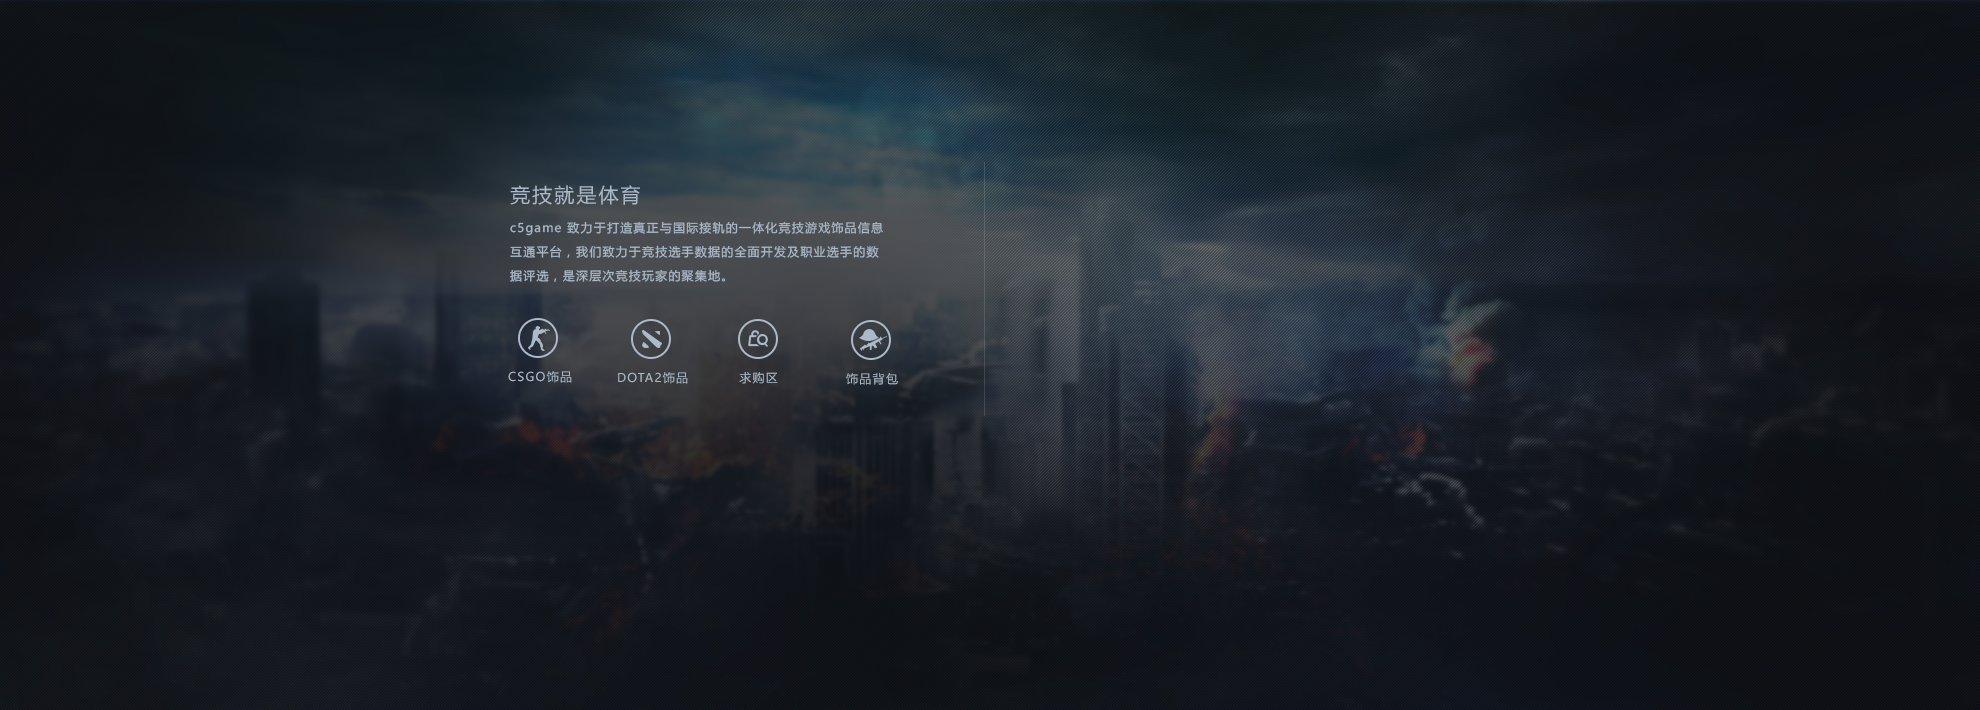 竞技就是体育
c5game 致力于打造真正与国际接轨的一体化竞技游戏饰品信息
互通平台，我们致力于竞技选手数据的全面开发及职业选手的数
据评选，是深层次竞技玩家的聚集地。
CSGO饰品 DOTA2饰品 求购区 饰品背包